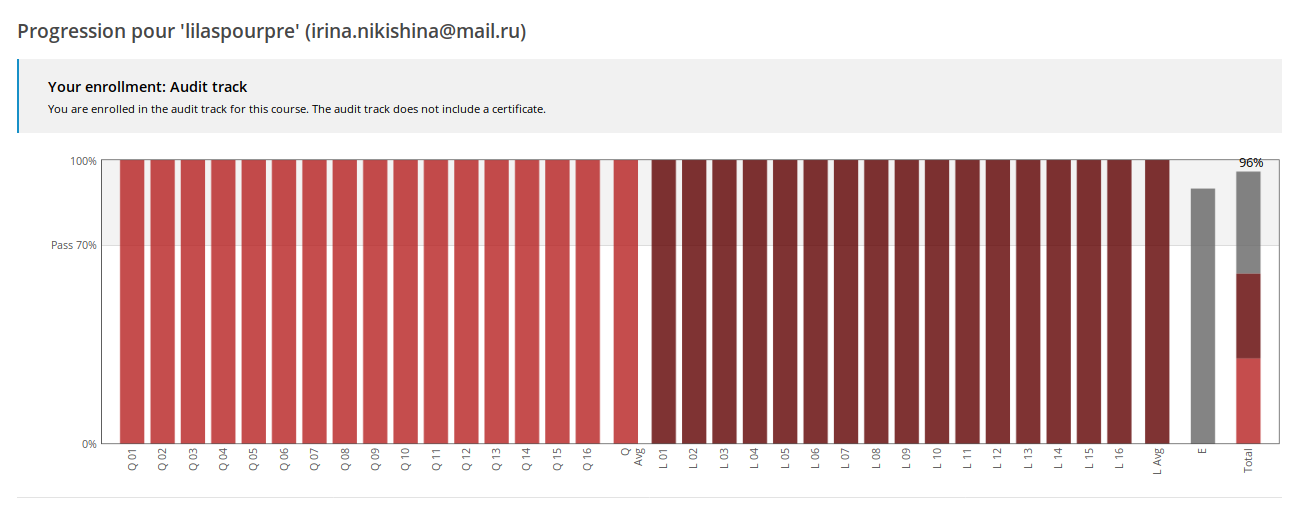 Progression pour 'lilaspourpre' (irina.nikishina@mail.ru)
Your enrollment: Audit track
You are enrolled in the audit track for this course. The audit track does not include a certificate.
100%
96%
Pass 70%
0%
Q 01
Q 02
Q 03
Q 04
Q 05
Q 06
Q 07
Q 08
Q 09
Q 10
Q 11
Q 12
Q 13
Q 14
Q 15
Q 16
Q
Avg
L 01
L 02
L 03
L 04
L 05
L 06
L 07
L 08
L 09
L 10
L 11
L 12
L 13
L 14
L 15
L 16
L Avg
E
Total